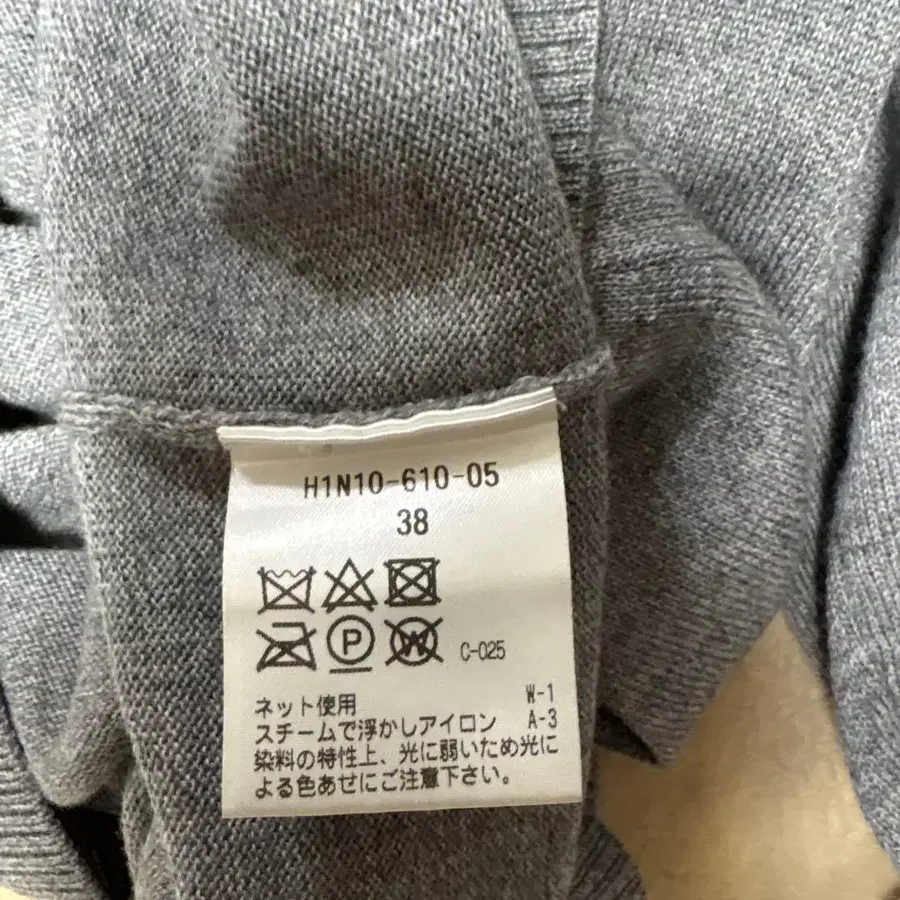 H1N10-610-05
38
P W C-025
ネット使用 W-1
スチームで浮かしアイロン A-3
染料の特性上、光に弱いため光に
よる色あせにご注意下さい。